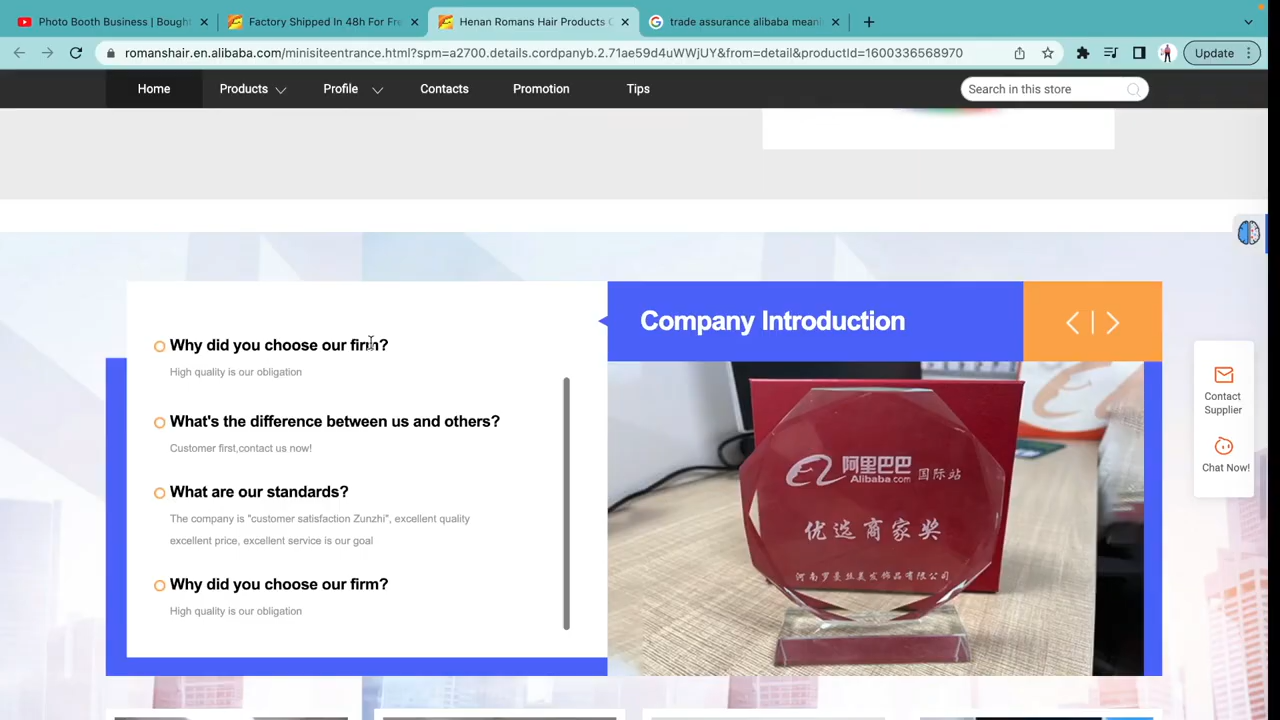 Photo Booth Business | Bough
Factory Shipped In 48h For Fre
Henan Romans Hair Products C
trade assurance alibaba meani
romanshair.en.alibaba.com/minisiteentrance.html?spm=a2700.details.cordpanyb.2.71ae59d4uWWjUY&from=detail&productId=1600336568970
Update
Home
Products
Profile
Contacts
Promotion
Tips
Search in this store
Company Introduction
Why did you choose our firm?
High quality is our obligation
What's the difference between us and others?
Customer first,contact us now!
What are our standards?
The company is "customer satisfaction Zunzhi", excellent quality
excellent price, excellent service is our goal
Why did you choose our firm?
High quality is our obligation
阿里巴巴
Alibaba.com
国际站
优选商家奖
河南罗曼丝美发饰品有限公司
Contact
Supplier
Chat Now!